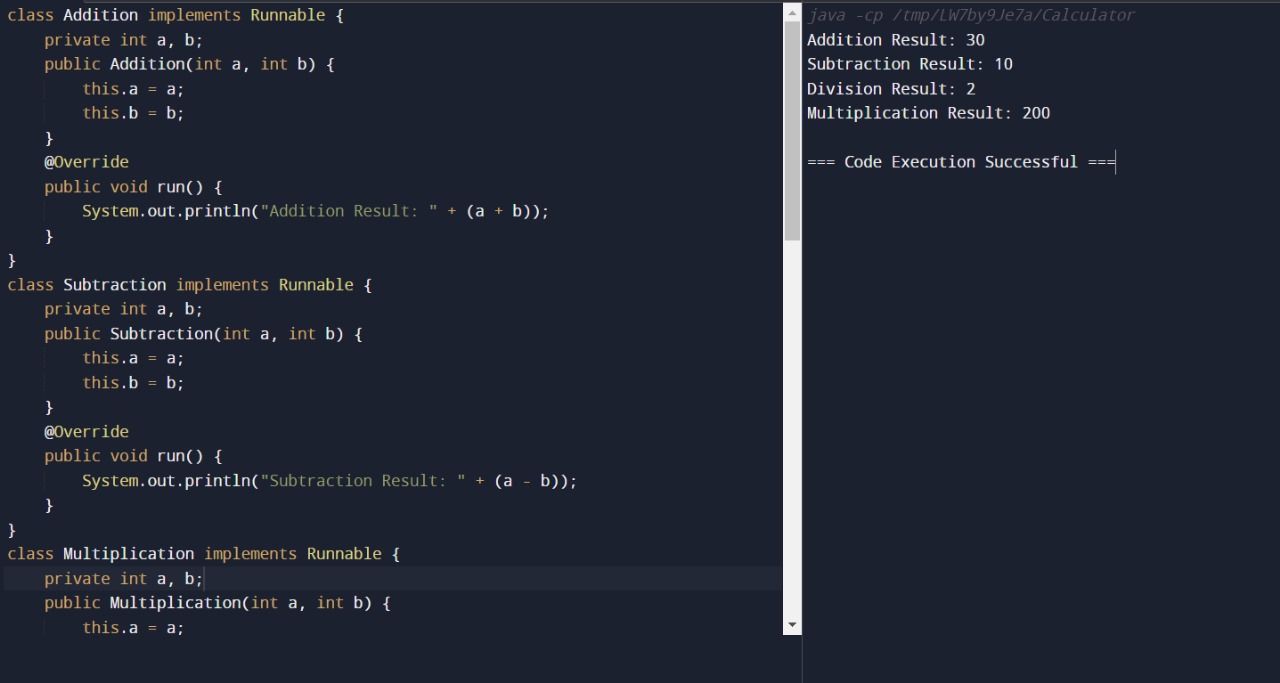 class Addition implements Runnable {
    private int a, b;
    public Addition(int a, int b) {
        this.a = a;
        this.b = b;
    }
    @Override
    public void run() {
        System.out.println("Addition Result: " + (a + b));
    }
}
class Subtraction implements Runnable {
    private int a, b;
    public Subtraction(int a, int b) {
        this.a = a;
        this.b = b;
    }
    @Override
    public void run() {
        System.out.println("Subtraction Result: " + (a - b));
    }
}
class Multiplication implements Runnable {
    private int a, b;
    public Multiplication(int a, int b) {
        this.a = a;
java -cp /tmp/LW7by9Je7a/Calculator
Addition Result: 30
Subtraction Result: 10
Division Result: 2
Multiplication Result: 200
=== Code Execution Successful ===